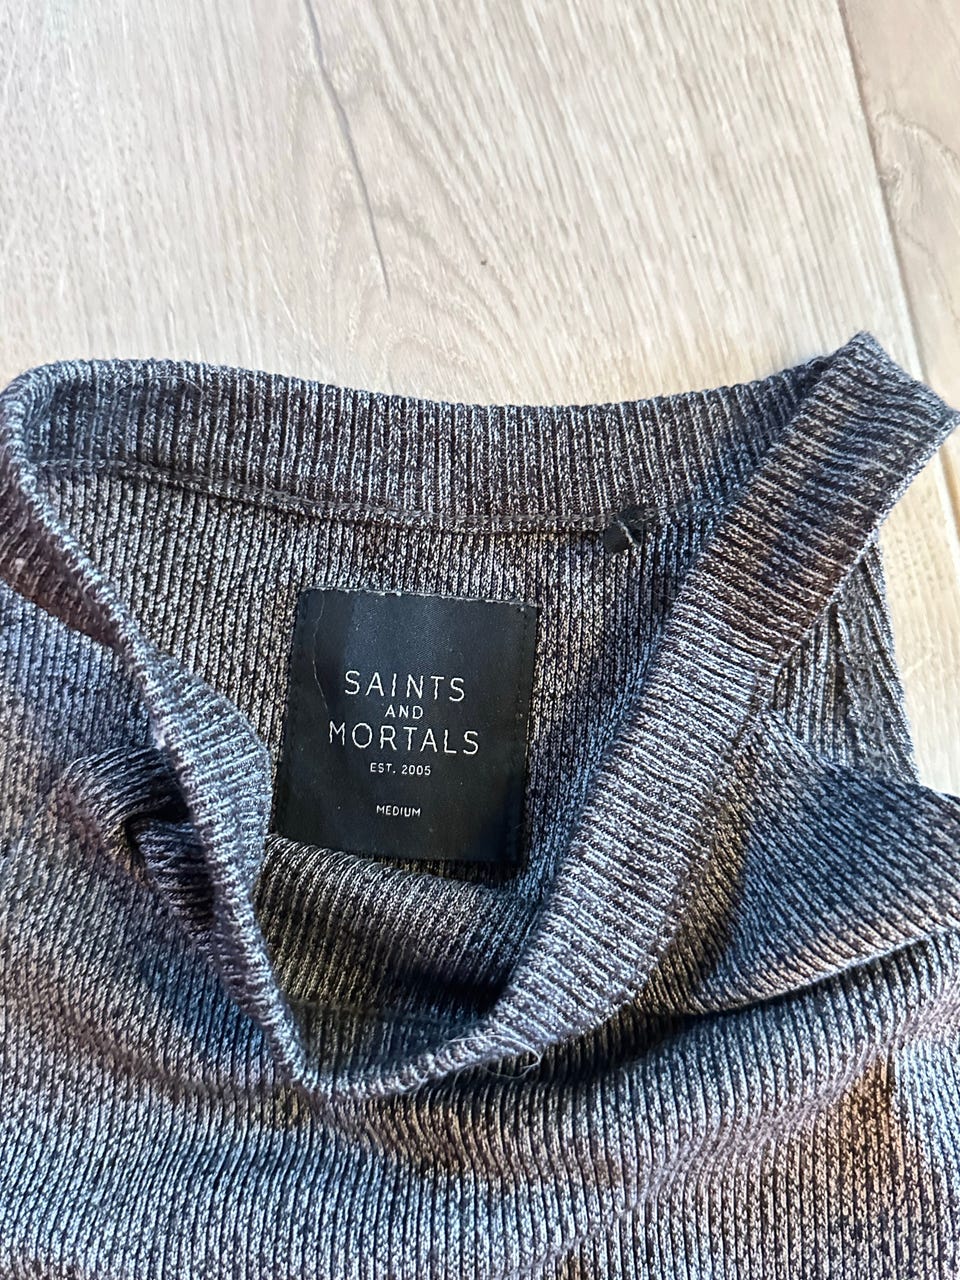 SAINTS
AND
MORTALS
EST. 2005
MEDIUM